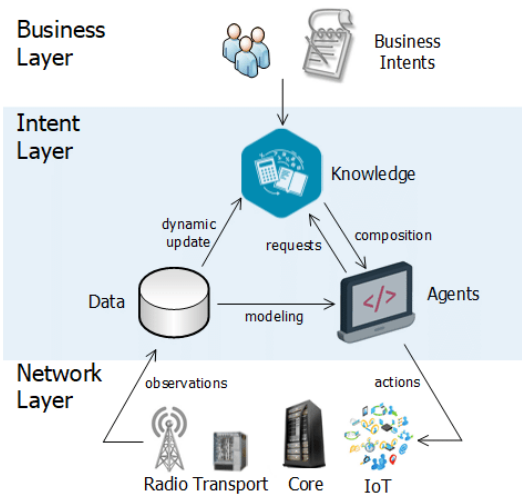 Business
Layer
Business
Intents
Intent
Layer
Knowledge
dynamic
update
requests
composition
Data
</>
Agents
modeling
Network
Layer
observations
actions
Radio
Transport
Core
IoT